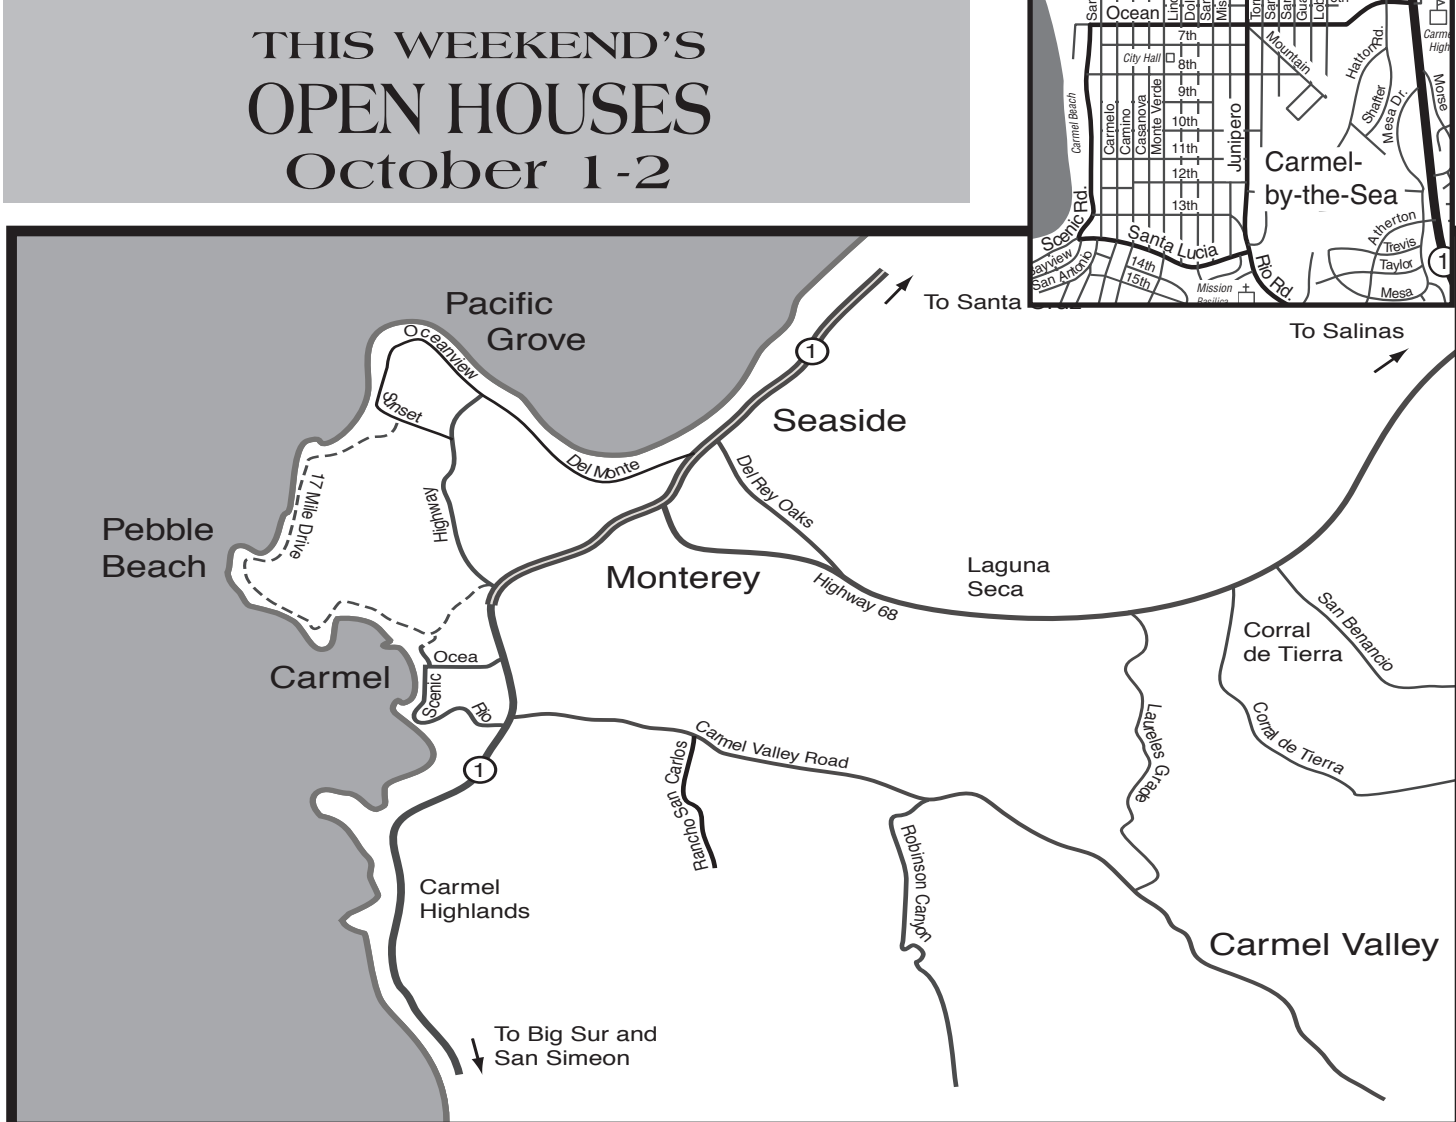 THIS WEEKEND'S
OPEN HOUSES
October 1-2
Ocean
7th
City Hall
8th
9th
10th
11th
12th
13th
14th
15th
Carmel Beach
Carmelo
Camino
Casanova
Monte Verde
Junipero
Mountain
Hatton Rd.
Shafter
Mesa Dr.
Morse
Carmel-
by-the-Sea
Scenic Rd.
Santa Lucia
San Antonio
Rio Rd.
Mission
Atherton
Trevis
Taylor
Mesa
1
To Santa
To Salinas
Pacific
Grove
Oceanview
Sunset
1
Seaside
Del Monte
Del Rey Oaks
17 Mile Drive
Highway
Pebble
Beach
Monterey
Highway 68
Laguna
Seca
Corral
de Tierra
San Benancio
Carmel
Ocea
Scenic
Rio
1
Carmel Valley Road
Rancho San Carlos
Laureles Grade
Corral de Tierra
Robinson Canyon
Carmel
Highlands
Carmel Valley
To Big Sur and
San Simeon